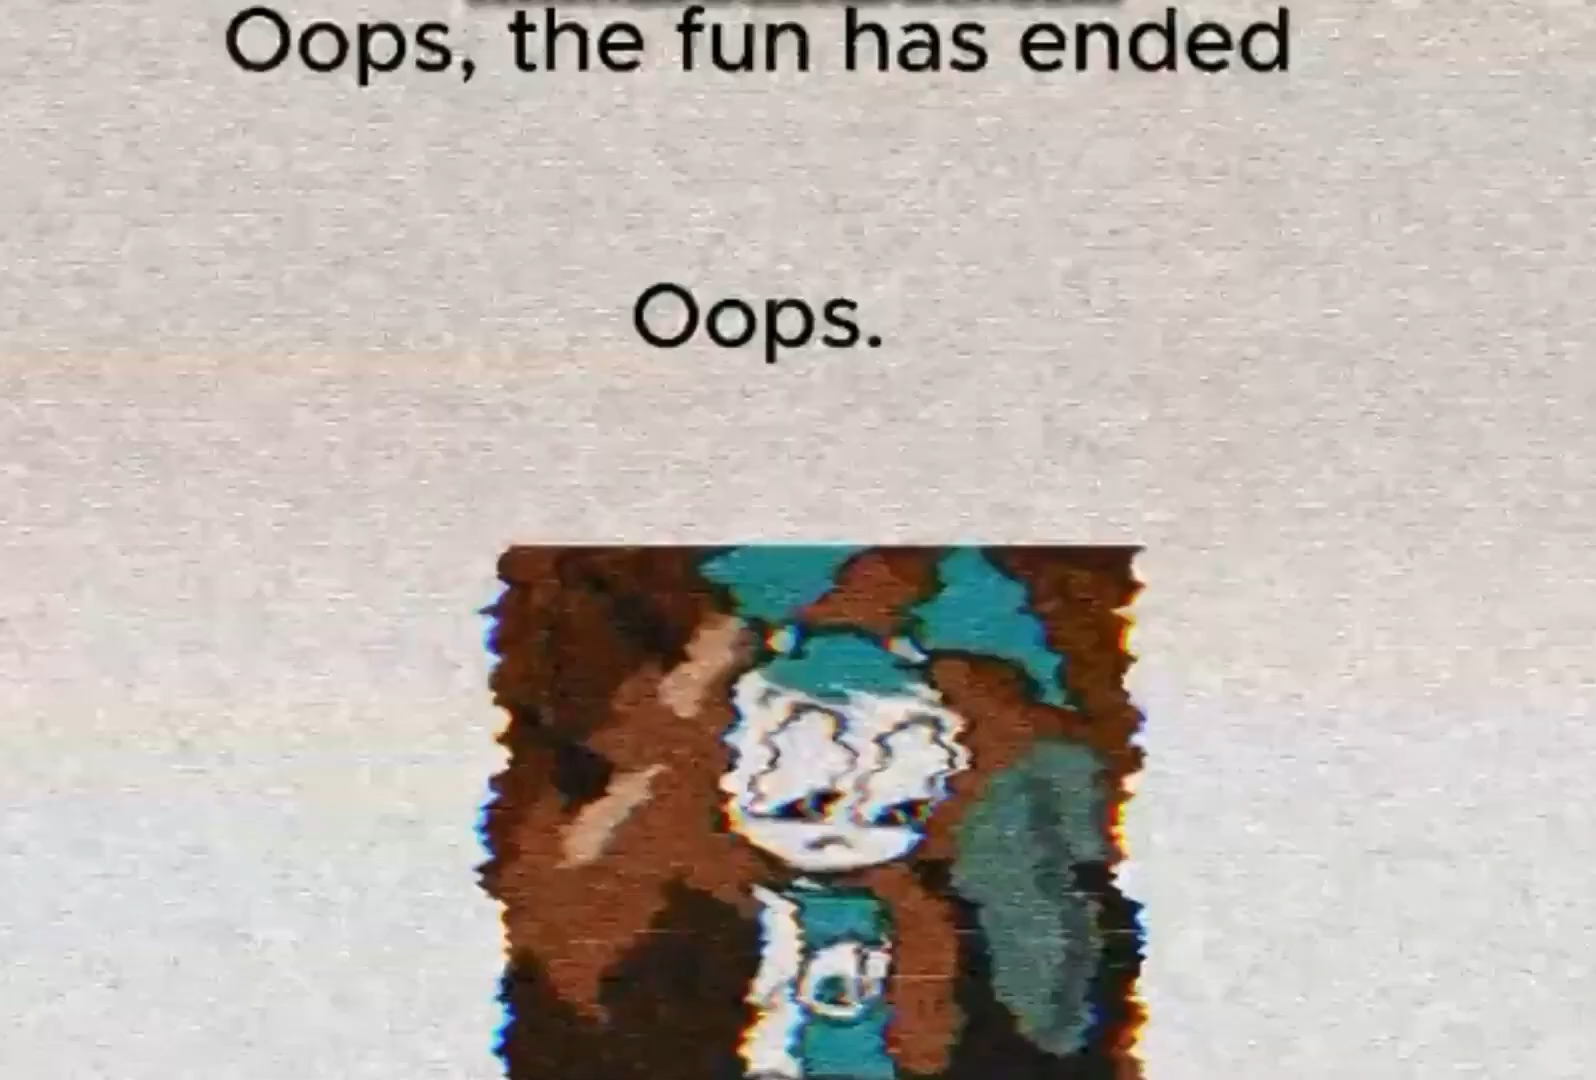 Oops, the fun has ended
Oops.